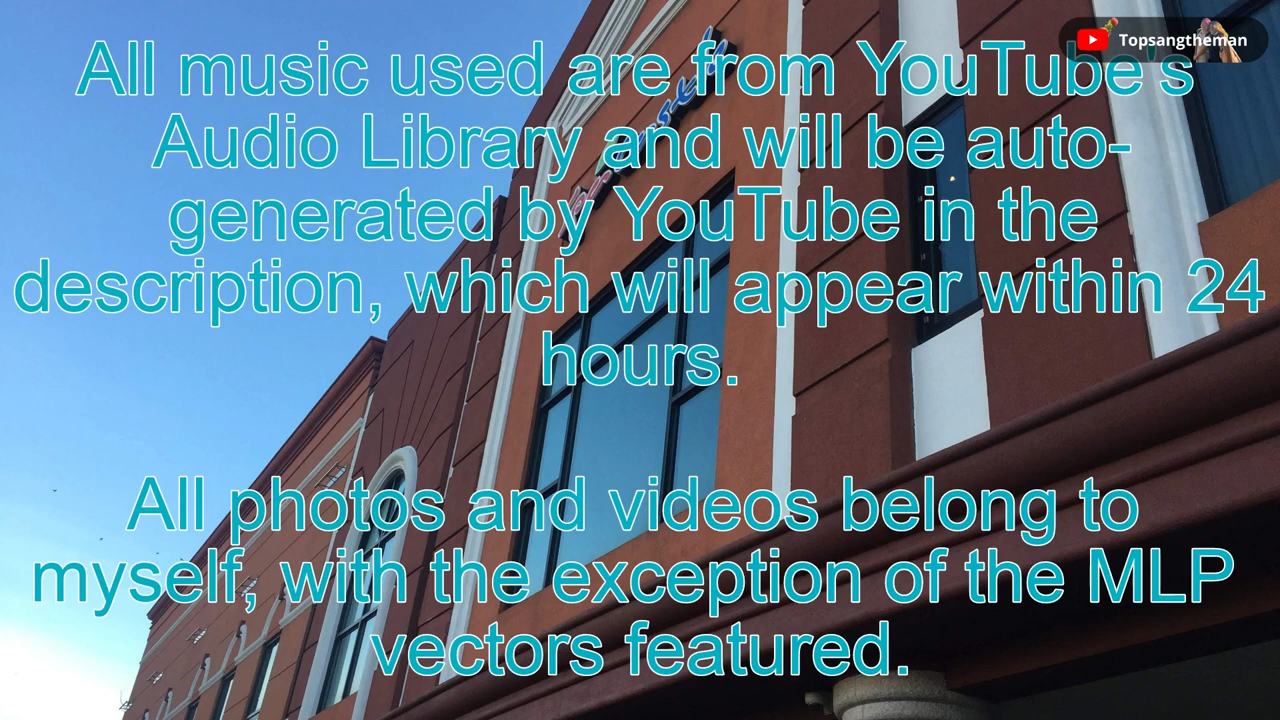 Topsangtheman
All music used are from YouTube's
Audio Library and will be auto-
generated by YouTube in the
description, which will appear within 24
hours.
All photos and videos belong to
myself, with the exception of the MLP
vectors featured.